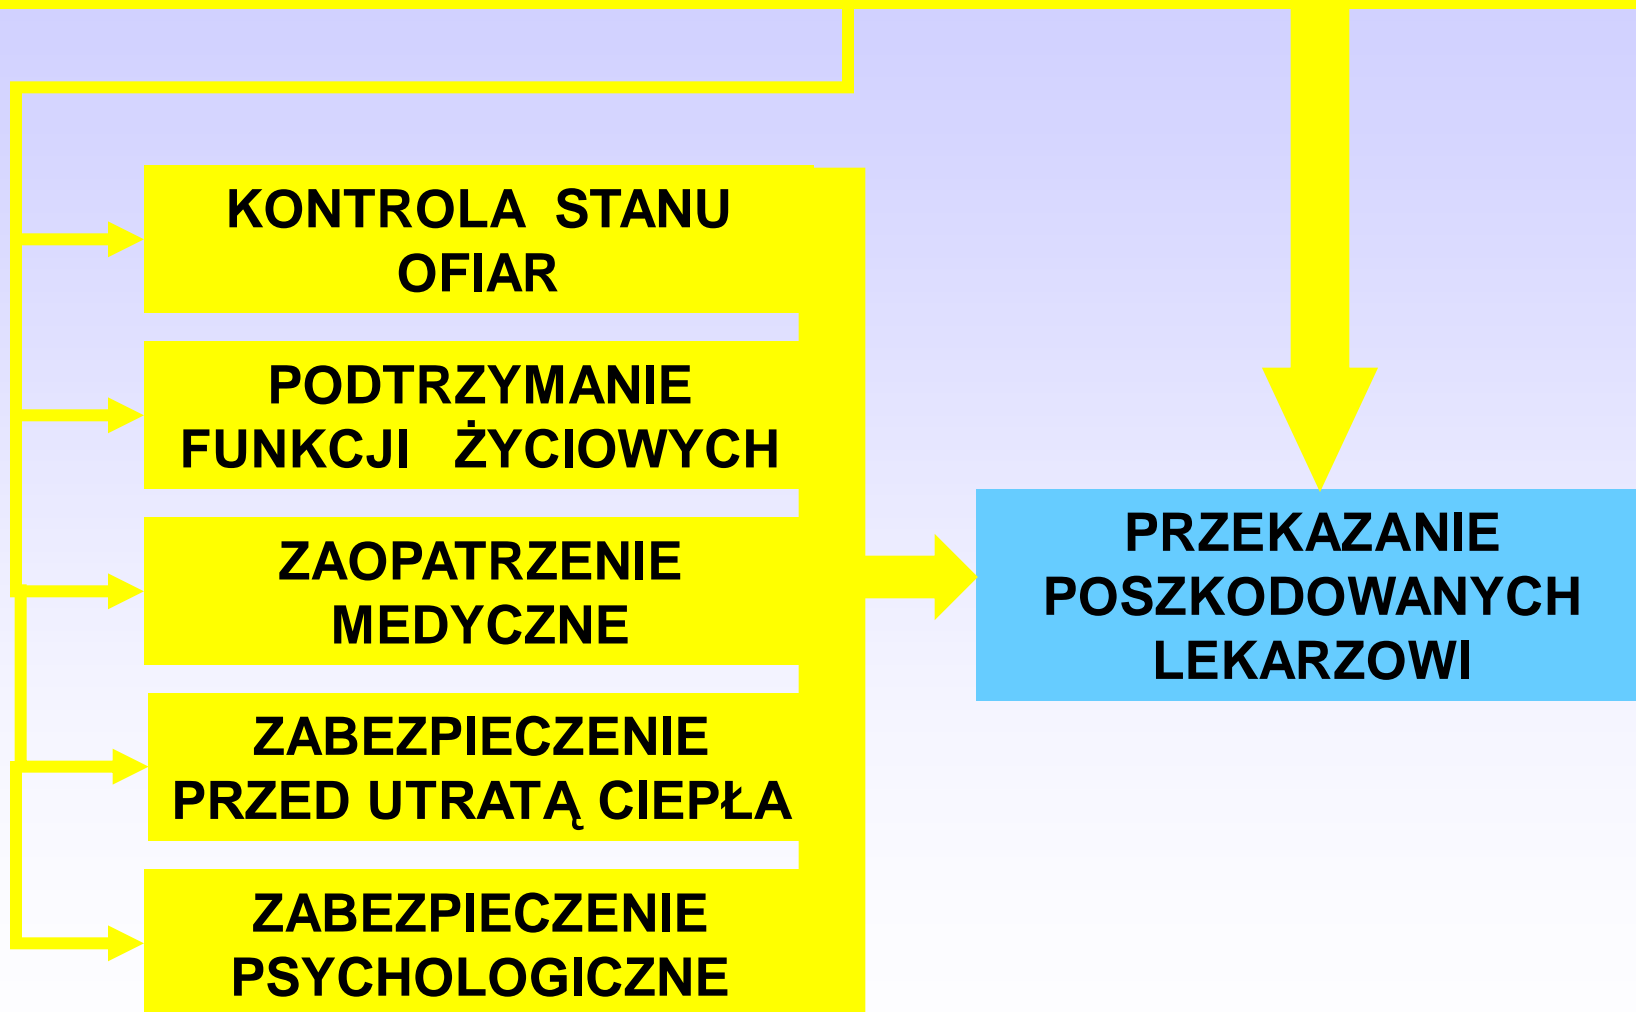 KONTROLA STANU
OFIAR
PODTRZYMANIE
FUNKCJI ŻYCIOWYCH
ZAOPATRZENIE
MEDYCZNE
ZABEZPIECZENIE
PRZED UTRATĄ CIEPŁA
ZABEZPIECZENIE
PSYCHOLOGICZNE
PRZEKAZANIE
POSZKODOWANYCH
LEKARZOWI